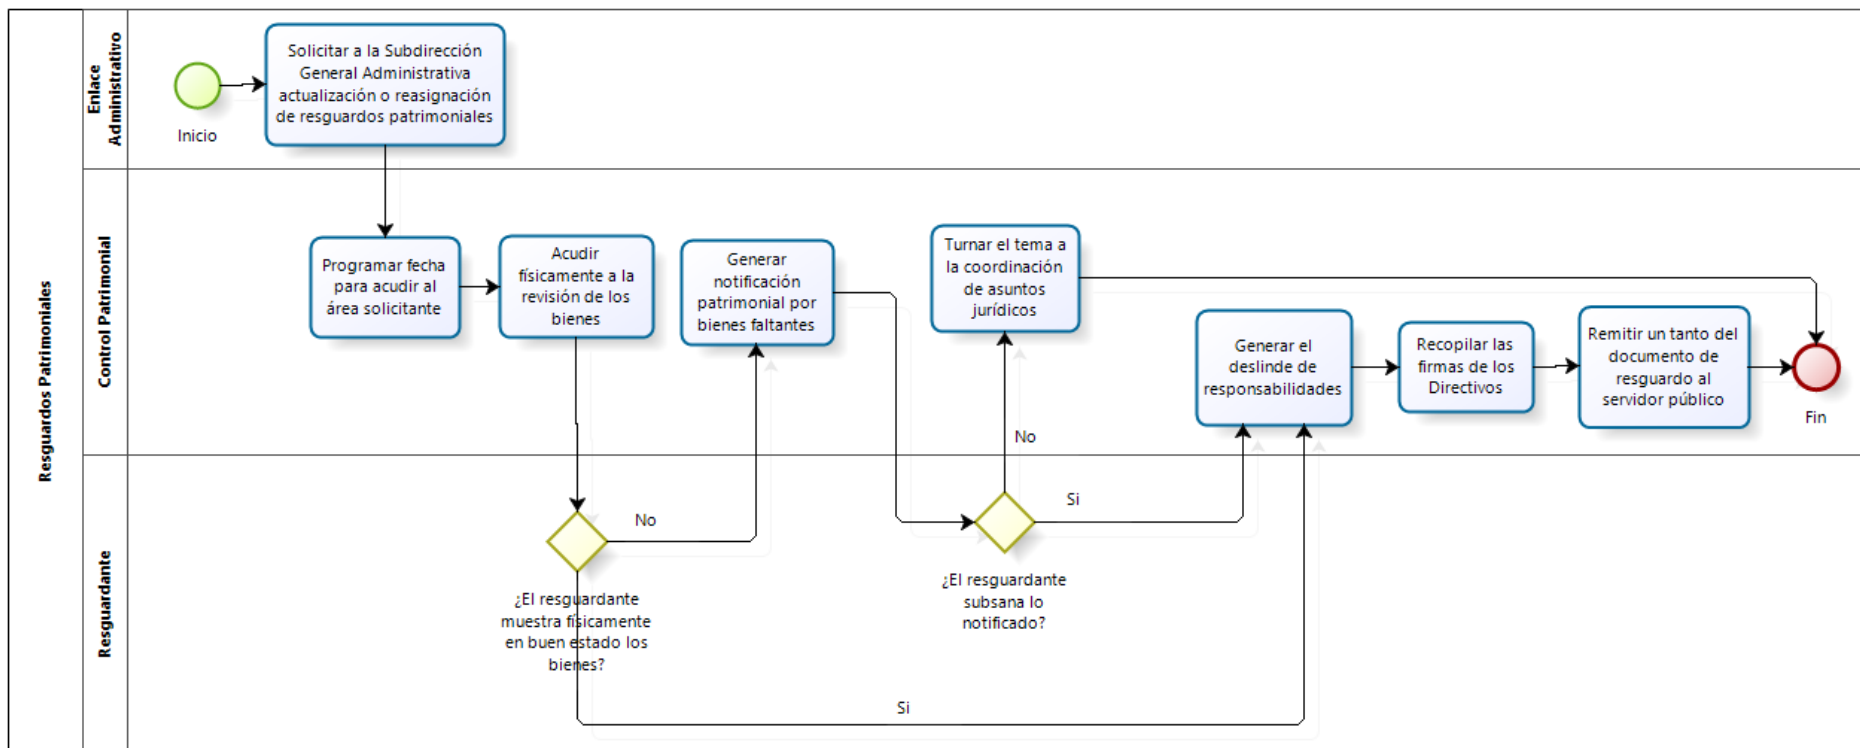 Resguardos Patrimoniales
Enlace
Administrativo
Inicio
Solicitar a la Subdirección
General Administrativa
actualización o reasignación
de resguardos patrimoniales
Control Patrimonial
Programar fecha
para acudir al
área solicitante
Acudir
físicamente a la
revisión de los
bienes
Generar
notificación
patrimonial por
bienes faltantes
Turnar el tema a
la coordinación
de asuntos
jurídicos
Generar el
deslinde de
responsabilidades
Recopilar las
firmas de los
Directivos
Remitir un tanto del
documento de
resguardo al
servidor público
Fin
Resguardante
No
¿El resguardante
muestra físicamente
en buen estado los
bienes?
Si
No
Si
¿El resguardante
subsana lo
notificado?